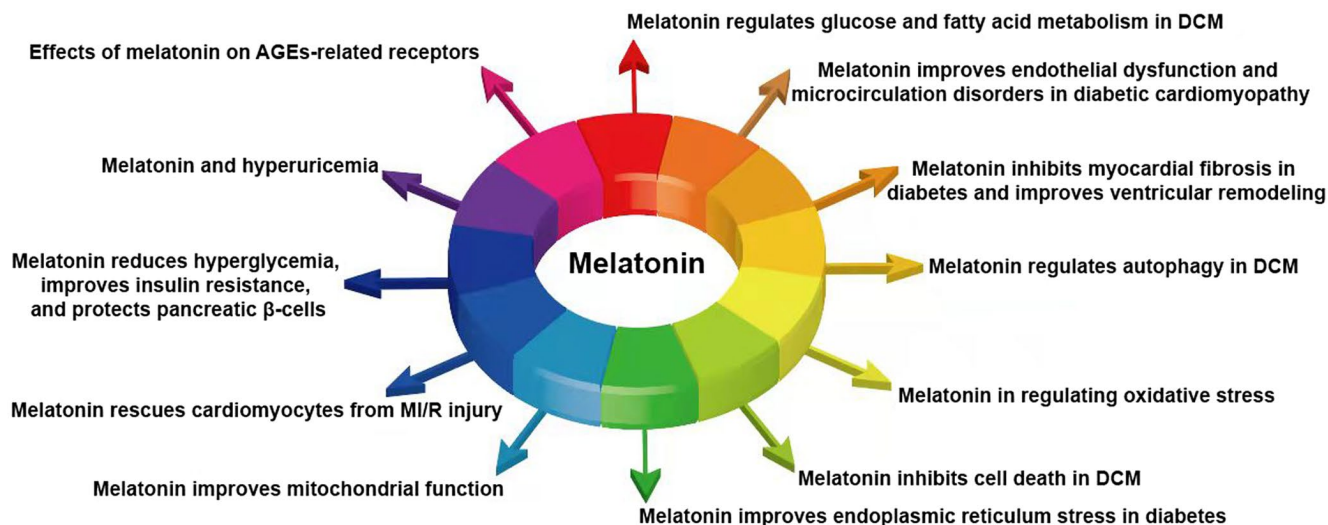 Melatonin regulates glucose and fatty acid metabolism in DCM
Effects of melatonin on AGEs-related receptors
Melatonin improves endothelial dysfunction and
microcirculation disorders in diabetic cardiomyopathy
Melatonin and hyperuricemia
Melatonin inhibits myocardial fibrosis in
diabetes and improves ventricular remodeling
Melatonin
Melatonin reduces hyperglycemia,
improves insulin resistance,
and protects pancreatic β-cells
Melatonin regulates autophagy in DCM
Melatonin rescues cardiomyocytes from MI/R injury
Melatonin in regulating oxidative stress
Melatonin improves mitochondrial function
Melatonin inhibits cell death in DCM
Melatonin improves endoplasmic reticulum stress in diabetes